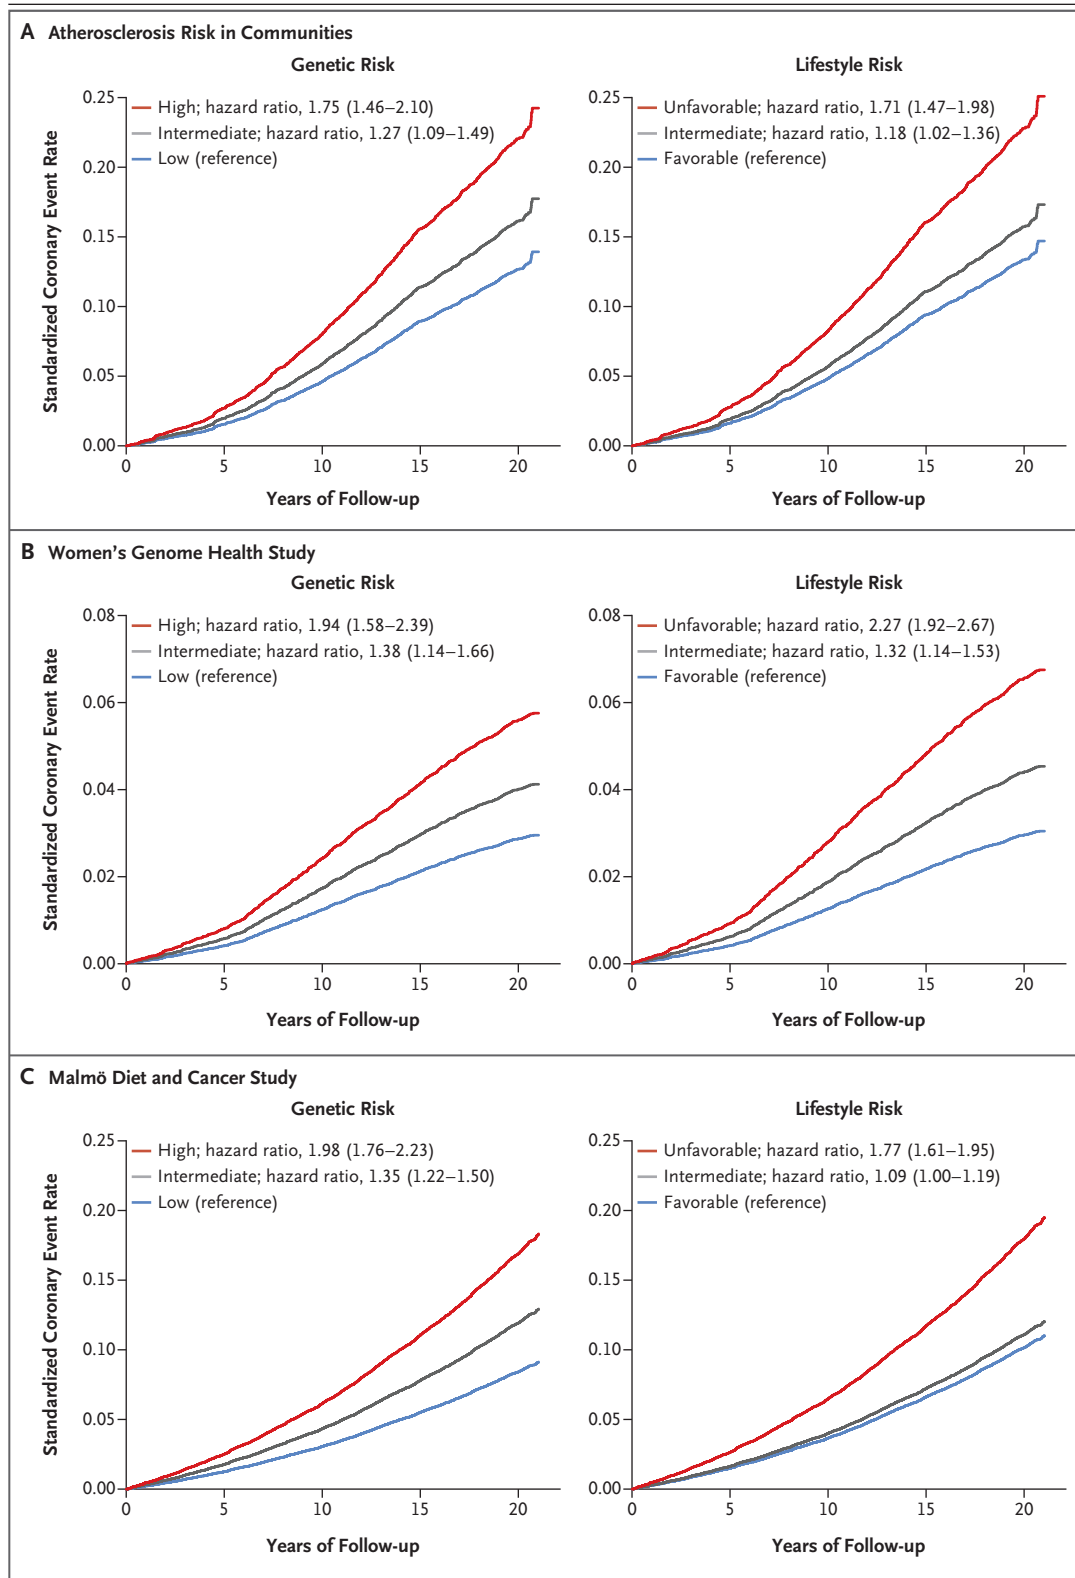 A Atherosclerosis Risk in Communities
Genetic Risk
High; hazard ratio, 1.75 (1.46–2.10)
Intermediate; hazard ratio, 1.27 (1.09–1.49)
Low (reference)
Standardized Coronary Event Rate
0.25
0.20
0.15
0.10
0.05
0.00
0 5 10 15 20
Years of Follow-up
Lifestyle Risk
Unfavorable; hazard ratio, 1.71 (1.47–1.98)
Intermediate; hazard ratio, 1.18 (1.02–1.36)
Favorable (reference)
0.25
0.20
0.15
0.10
0.05
0.00
0 5 10 15 20
Years of Follow-up
B Women's Genome Health Study
Genetic Risk
High; hazard ratio, 1.94 (1.58–2.39)
Intermediate; hazard ratio, 1.38 (1.14–1.66)
Low (reference)
Standardized Coronary Event Rate
0.08
0.06
0.04
0.02
0.00
0 5 10 15 20
Years of Follow-up
Lifestyle Risk
Unfavorable; hazard ratio, 2.27 (1.92–2.67)
Intermediate; hazard ratio, 1.32 (1.14–1.53)
Favorable (reference)
0.08
0.06
0.04
0.02
0.00
0 5 10 15 20
Years of Follow-up
C Malmö Diet and Cancer Study
Genetic Risk
High; hazard ratio, 1.98 (1.76–2.23)
Intermediate; hazard ratio, 1.35 (1.22–1.50)
Low (reference)
Standardized Coronary Event Rate
0.25
0.20
0.15
0.10
0.05
0.00
0 5 10 15 20
Years of Follow-up
Lifestyle Risk
Unfavorable; hazard ratio, 1.77 (1.61–1.95)
Intermediate; hazard ratio, 1.09 (1.00–1.19)
Favorable (reference)
0.25
0.20
0.15
0.10
0.05
0.00
0 5 10 15 20
Years of Follow-up